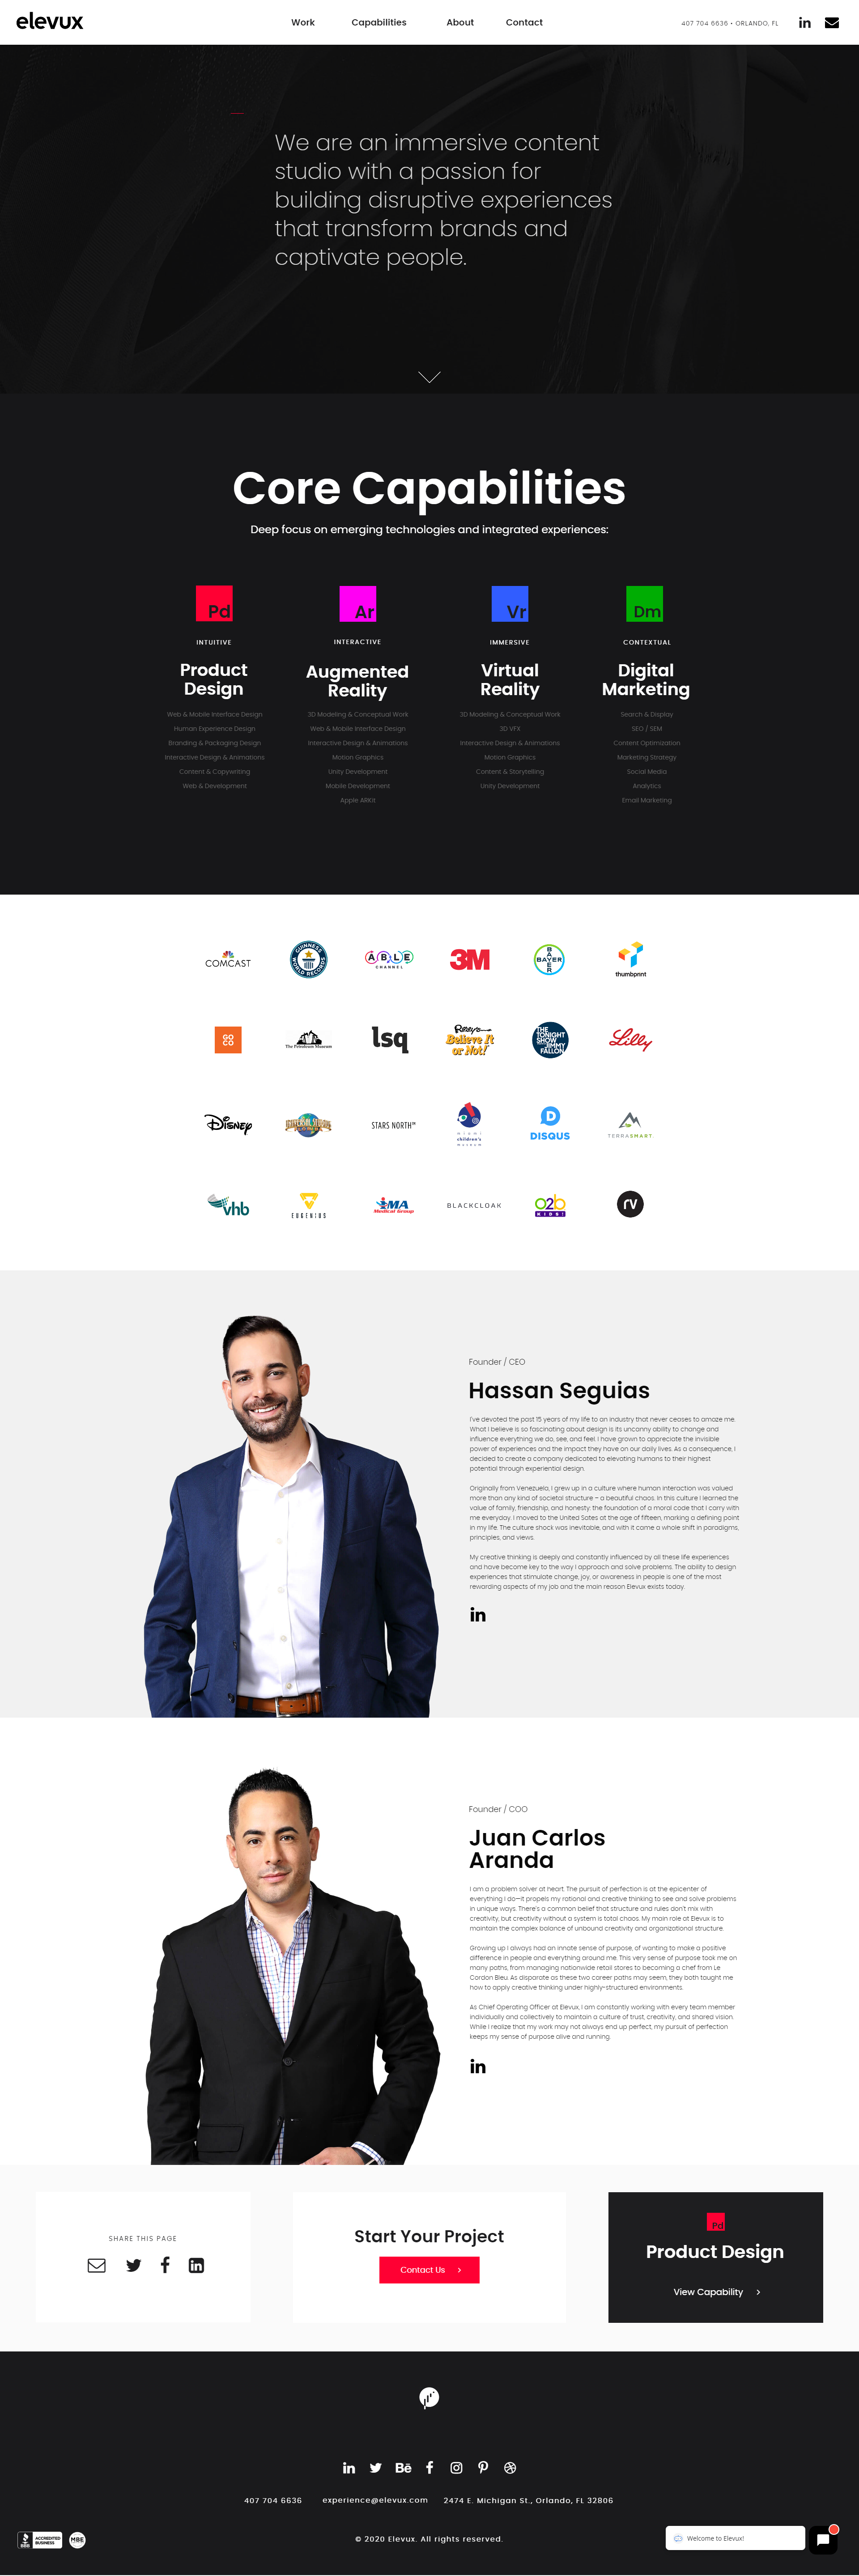 elevux
Work Capabilities About Contact
407 704 6636 • ORLANDO, FL
We are an immersive content
studio with a passion for
building disruptive experiences
that transform brands and
captivate people.
Core Capabilities
Deep focus on emerging technologies and integrated experiences:
Pd
INTUITIVE
Product
Design
Web & Mobile Interface Design
Human Experience Design
Branding & Packaging Design
Interactive Design & Animations
Content & Copywriting
Web & Development
Ar
INTERACTIVE
Augmented
Reality
3D Modeling & Conceptual Work
Web & Mobile Interface Design
Interactive Design & Animations
Motion Graphics
Unity Development
Mobile Development
Apple ARKit
Vr
IMMERSIVE
Virtual
Reality
3D Modeling & Conceptual Work
3D VFX
Interactive Design & Animations
Motion Graphics
Content & Storytelling
Unity Development
Dm
CONTEXTUAL
Digital
Marketing
Search & Display
SEO / SEM
Content Optimization
Marketing Strategy
Social Media
Analytics
Email Marketing
COMCAST
GUINNESS
WORLD RECORDS
ABLE
CHANNEL
3M
BAYER
BAYER
thumbprint
The Petroleum Museum
lsq
Ripley's
Believe It
or Not!
THE
TONIGHT
SHOW
JIMMY
FALLON
Lilly
Disney
UNIVERSAL STUDIOS
STARS NORTH
miami
children's
museum
DISQUS
TERRASMART
vhb
EUGENIUS
IMA
Medical Group
BLACKCLOAK
o2b
KIDS!
rv
Founder / CEO
Hassan Seguias
I've devoted the past 15 years of my life to an industry that never ceases to amaze me.
What I believe is so fascinating about design is its uncanny ability to change and
influence everything we do, see, and feel. I have grown to appreciate the invisible
power of experiences and the impact they have on our daily lives. As a consequence, I
decided to create a company dedicated to elevating humans to their highest
potential through experiential design.
Originally from Venezuela, I grew up in a culture where human interaction was valued
more than any kind of societal structure – a beautiful chaos. In this culture I learned the
value of family, friendship, and honesty: the foundation of a moral code that I carry with
me everyday. I moved to the United Sates at the age of fifteen, marking a defining point
in my life. The culture shock was inevitable, and with it came a whole shift in paradigms,
principles, and views.
My creative thinking is deeply and constantly influenced by all these life experiences
and have become key to the way I approach and solve problems. The ability to design
experiences that stimulate change, joy, or awareness in people is one of the most
rewarding aspects of my job and the main reason Elevux exists today.
in
Founder / COO
Juan Carlos
Aranda
I am a problem solver at heart. The pursuit of perfection is at the epicenter of
everything I do—it propels my rational and creative thinking to see and solve problems
in unique ways. There's a common belief that structure and rules don't mix with
creativity, but creativity without a system is total chaos. My main role at Elevux is to
maintain the complex balance of unbound creativity and organizational structure.
Growing up I always had an innate sense of purpose, of wanting to make a positive
difference in people and everything around me. This very sense of purpose took me on
many paths, from managing nationwide retail stores to becoming a chef from Le
Cordon Bleu. As disparate as these two career paths may seem, they both taught me
how to apply creative thinking under highly-structured environments.
As Chief Operating Officer at Elevux, I am constantly working with every team member
individually and collectively to maintain a culture of trust, creativity, and shared vision.
While I realize that my work may not always end up perfect, my pursuit of perfection
keeps my sense of purpose alive and running.
in
SHARE THIS PAGE
Start Your Project
Contact Us
Pd
Product Design
View Capability
407 704 6636 experience@elevux.com 2474 E. Michigan St., Orlando, FL 32806
BBB ACCREDITED
BUSINESS
MBE
© 2020 Elevux. All rights reserved.
Welcome to Elevux!